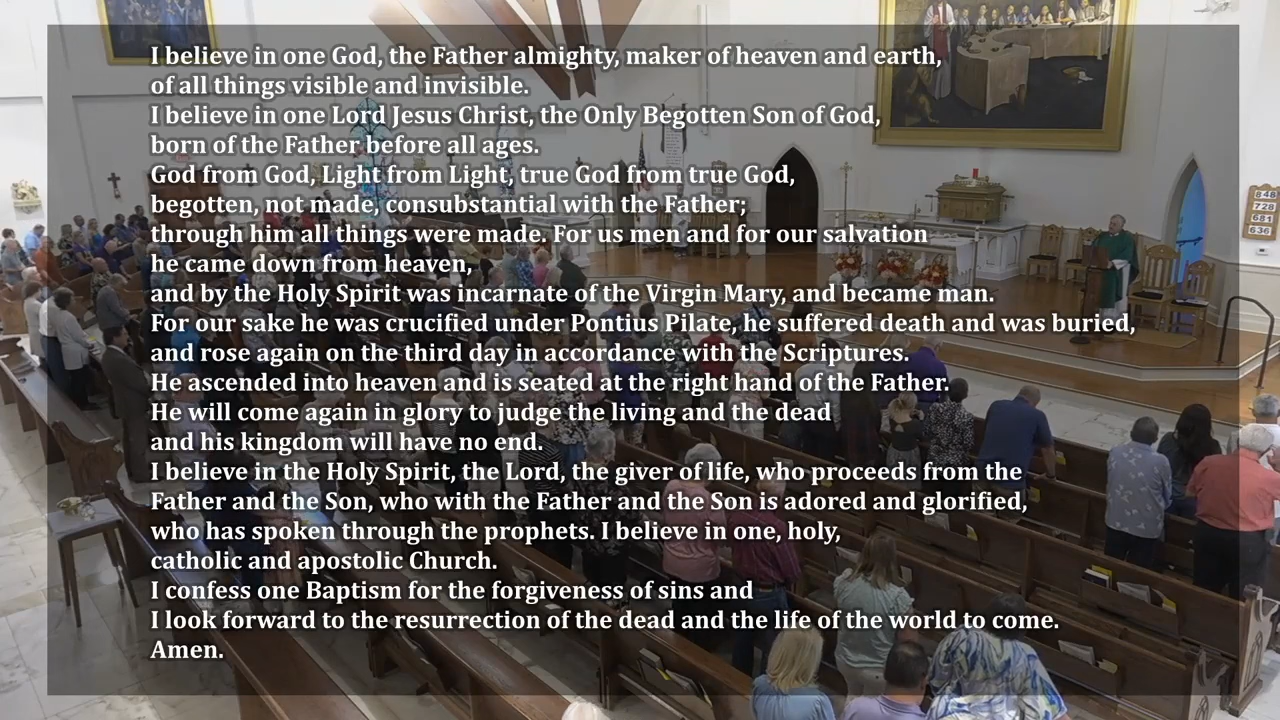 I believe in one God, the Father almighty, maker of heaven and earth,
of all things visible and invisible.
I believe in one Lord Jesus Christ, the Only Begotten Son of God,
born of the Father before all ages.
God from God, Light from Light, true God from true God,
begotten, not made, consubstantial with the Father;
through him all things were made. For us men and for our salvation
he came down from heaven,
and by the Holy Spirit was incarnate of the Virgin Mary, and became man.
For our sake he was crucified under Pontius Pilate, he suffered death and was buried,
and rose again on the third day in accordance with the Scriptures.
He ascended into heaven and is seated at the right hand of the Father.
He will come again in glory to judge the living and the dead
and his kingdom will have no end.
I believe in the Holy Spirit, the Lord, the giver of life, who proceeds from the
Father and the Son, who with the Father and the Son is adored and glorified,
who has spoken through the prophets. I believe in one, holy,
catholic and apostolic Church.
I confess one Baptism for the forgiveness of sins and
I look forward to the resurrection of the dead and the life of the world to come.
Amen.
848
728
681
636